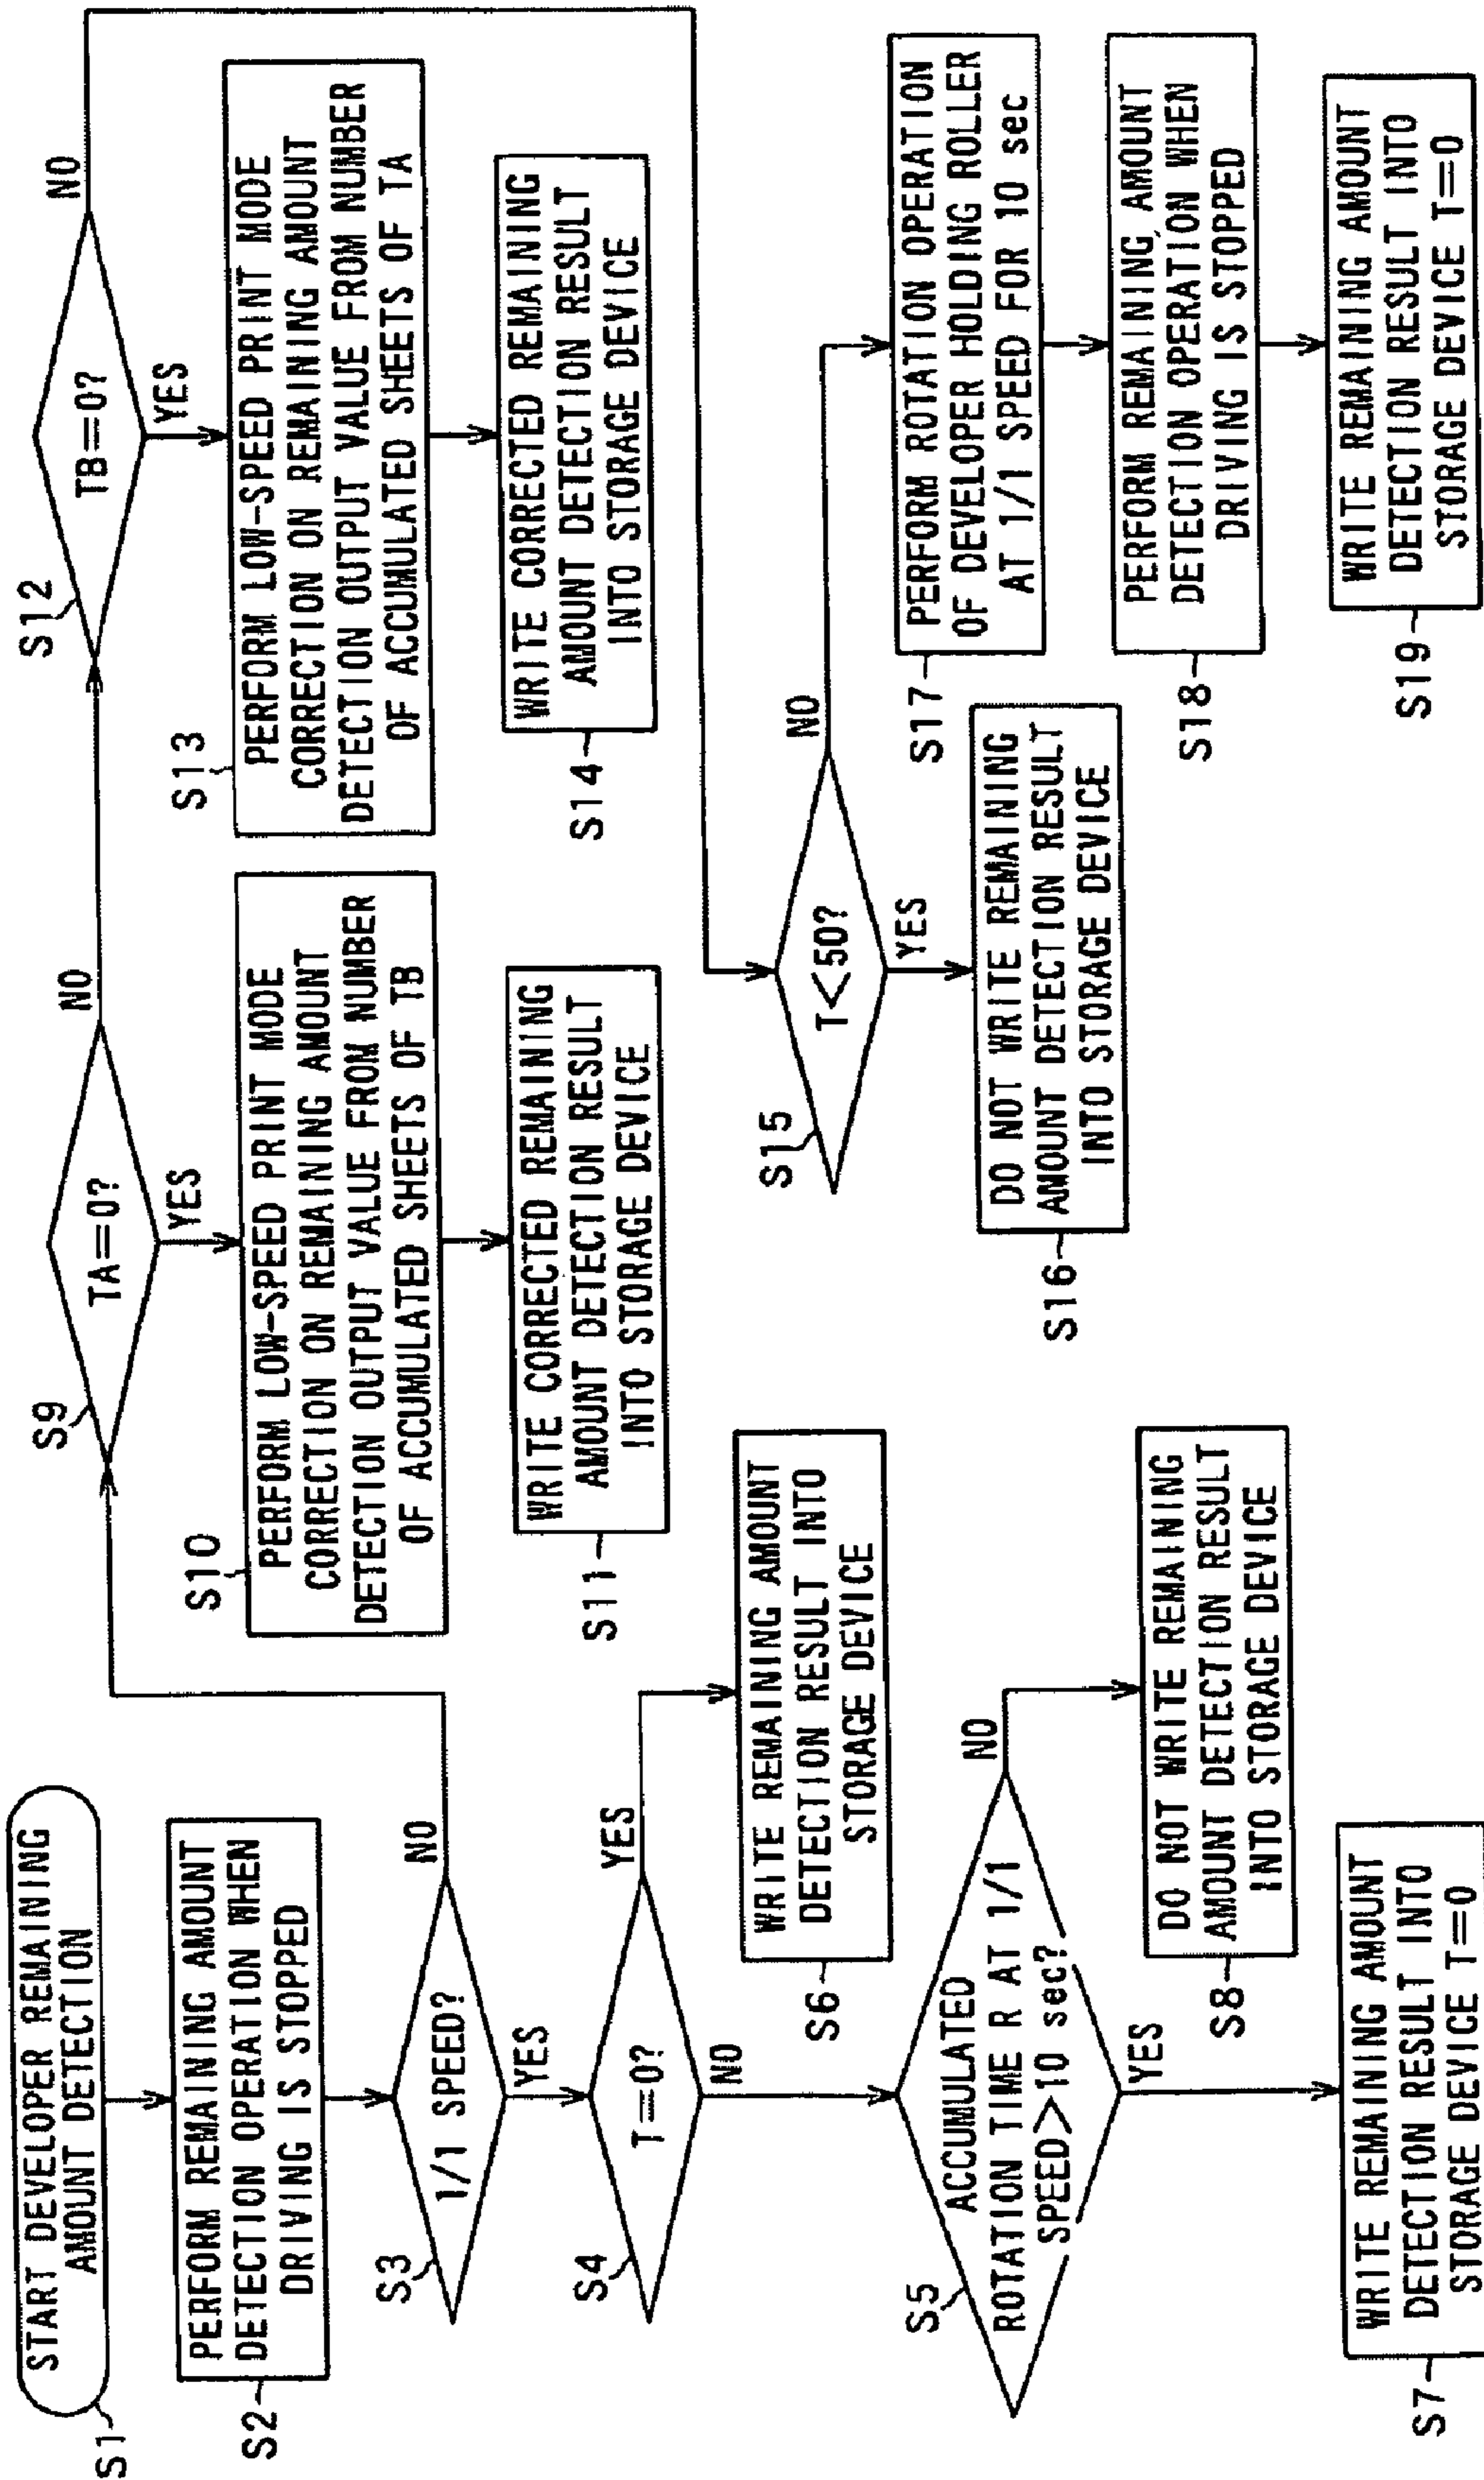 START DEVELOPER REMAINING
AMOUNT DETECTION
S1
PERFORM REMAINING AMOUNT
DETECTION OPERATION WHEN
DRIVING IS STOPPED
S2
1/1 SPEED?
S3
NO
YES
T=0?
S4
YES
NO
ACCUMULATED
ROTATION TIME R AT 1/1
SPEED>10 sec?
S5
NO
YES
WRITE REMAINING AMOUNT
DETECTION RESULT INTO
STORAGE DEVICE
S6
WRITE REMAINING AMOUNT
DETECTION RESULT INTO
STORAGE DEVICE T=0
S7
DO NOT WRITE REMAINING
AMOUNT DETECTION RESULT
INTO STORAGE DEVICE
S8
TA=0?
S9
NO
YES
S10
PERFORM LOW-SPEED PRINT MODE
CORRECTION ON REMAINING AMOUNT
DETECTION OUTPUT VALUE FROM NUMBER
OF ACCUMULATED SHEETS OF TB
WRITE CORRECTED REMAINING
AMOUNT DETECTION RESULT
INTO STORAGE DEVICE
S11
TB=0?
S12
NO
YES
S13
PERFORM LOW-SPEED PRINT MODE
CORRECTION ON REMAINING AMOUNT
DETECTION OUTPUT VALUE FROM NUMBER
OF ACCUMULATED SHEETS OF TA
WRITE CORRECTED REMAINING
AMOUNT DETECTION RESULT
INTO STORAGE DEVICE
S14
T<50?
S15
NO
YES
DO NOT WRITE REMAINING
AMOUNT DETECTION RESULT
INTO STORAGE DEVICE
S16
PERFORM ROTATION OPERATION
OF DEVELOPER HOLDING ROLLER
AT 1/1 SPEED FOR 10 sec
S17
PERFORM REMAINING AMOUNT
DETECTION OPERATION WHEN
DRIVING IS STOPPED
S18
WRITE REMAINING AMOUNT
DETECTION RESULT INTO
STORAGE DEVICE T=0
S19